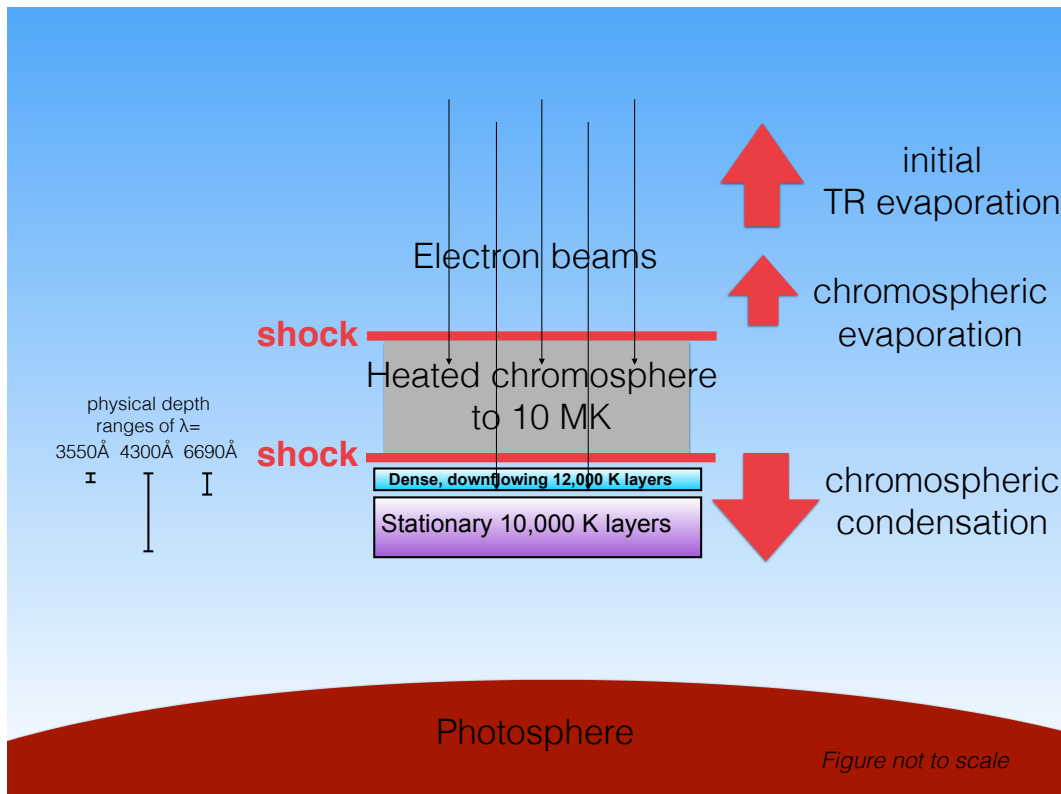 initial
TR evaporation
Electron beams
chromospheric
evaporation
shock
Heated chromosphere
to 10 MK
physical depth
ranges of λ=
3550Å 4300Å 6690Å
shock
Dense, downflowing 12,000 K layers
Stationary 10,000 K layers
chromospheric
condensation
Photosphere
Figure not to scale